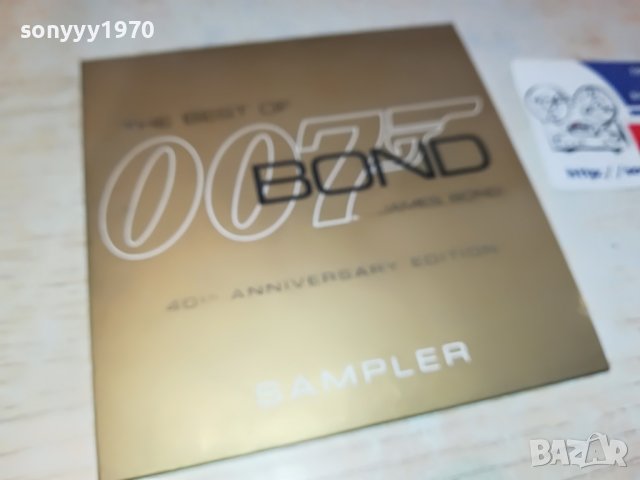 sonyyy1970
THE BEST OF
007
BOND
...JAMES BOND
40TH ANNIVERSARY EDITION
SAMPLER
http://
BAZAR